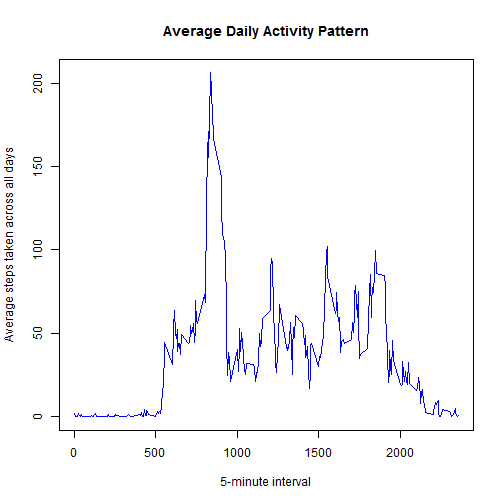 Average Daily Activity Pattern
Average steps taken across all days
200
150
100
50
0
0 500 1000 1500 2000
5-minute interval